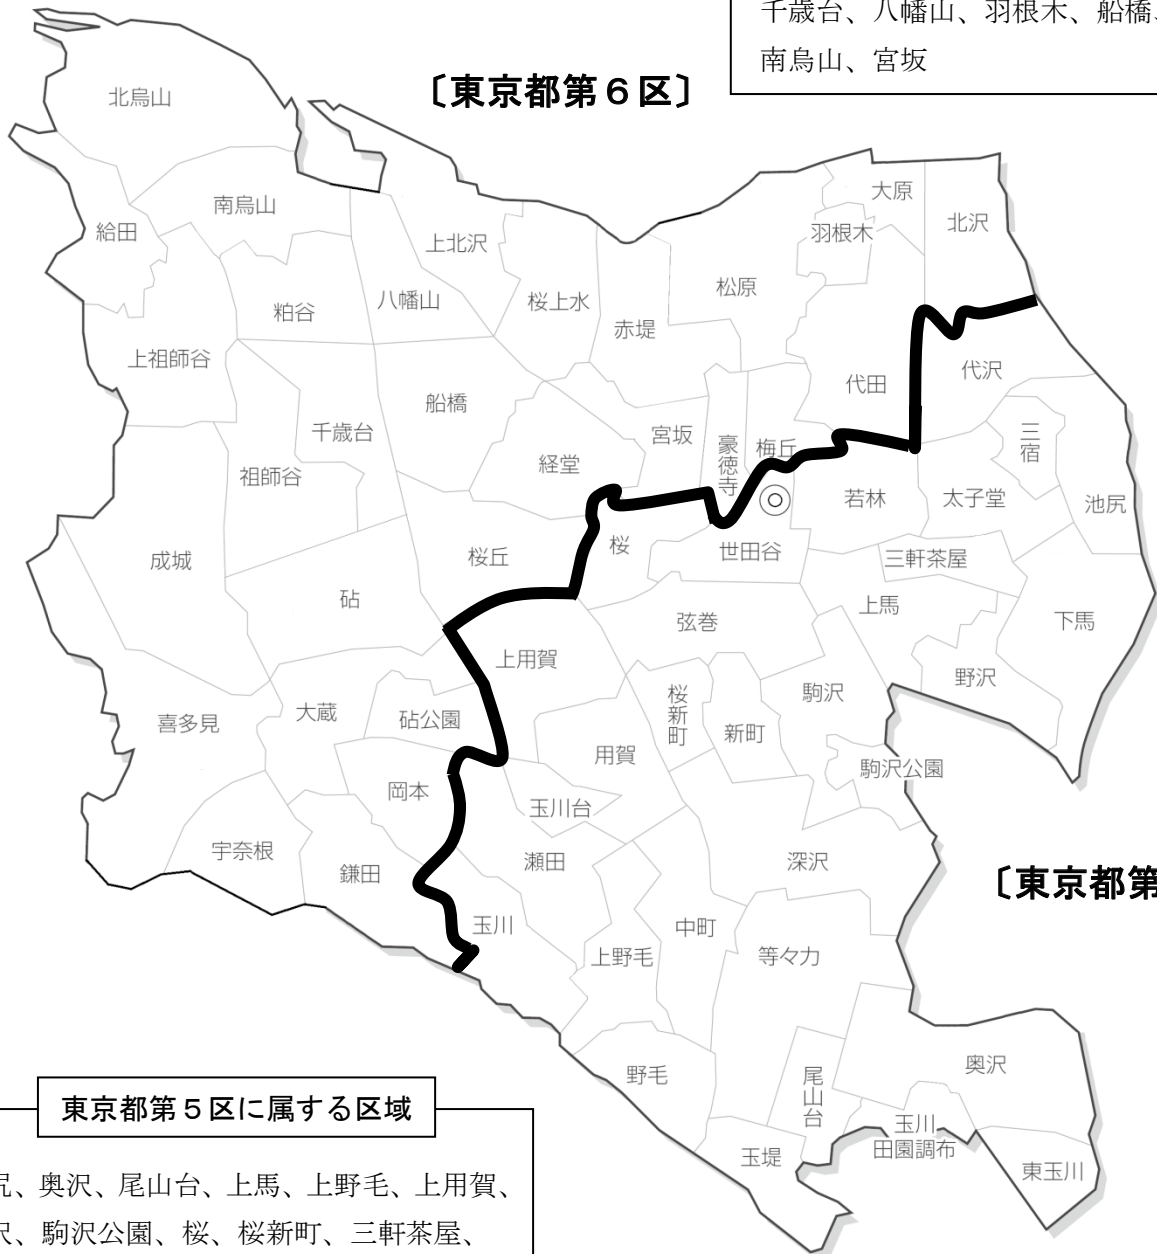 千歳台、八幡山、羽根木、船橋、
南烏山、宮坂
〔東京都第６区〕
北烏山
南烏山
給田
大原
北沢
羽根木
上北沢
松原
八幡山
桜上水
粕谷
赤堤
上祖師谷
代沢
代田
船橋
千歳台
宮坂
豪徳寺
梅丘
三宿
経堂
祖師谷
若林
太子堂
池尻
成城
桜丘
桜
世田谷
三軒茶屋
砧
上馬
弦巻
下馬
上用賀
野沢
駒沢
桜新町
大蔵
砧公園
喜多見
新町
用賀
駒沢公園
岡本
玉川台
宇奈根
鎌田
瀬田
深沢
〔東京都第
玉川
中町
上野毛
等々力
奥沢
野毛
尾山台
玉川
田園調布
玉堤
東玉川
東京都第５区に属する区域
尻、奥沢、尾山台、上馬、上野毛、上用賀、
沢、駒沢公園、桜、桜新町、三軒茶屋、